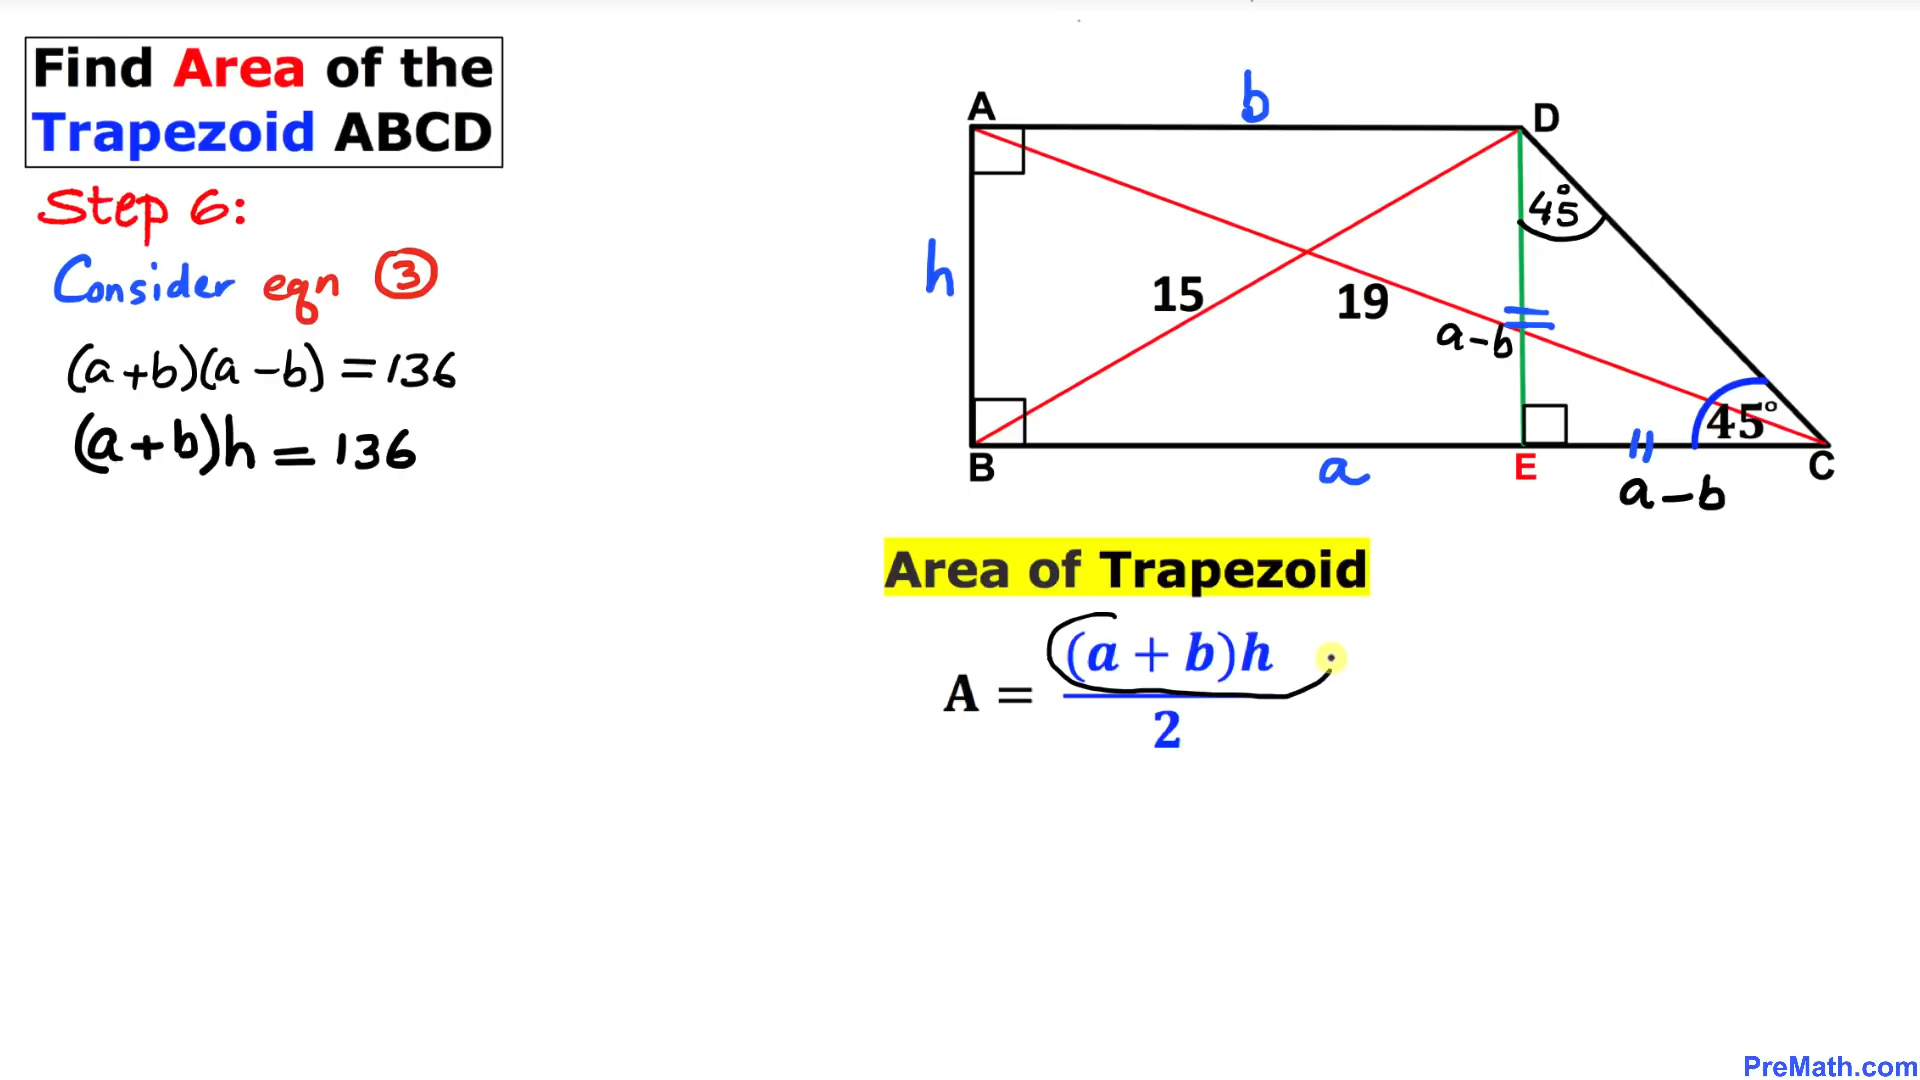 Find Area of the
Trapezoid ABCD
Step 6:
Consider eqn ③
(a+b)(a-b) = 136
(a+b)h = 136
A
b
D
45°
h
15
19
a-b
45°
B
a
E
C
a-b
Area of Trapezoid
A = (a + b)h
2
PreMath.com